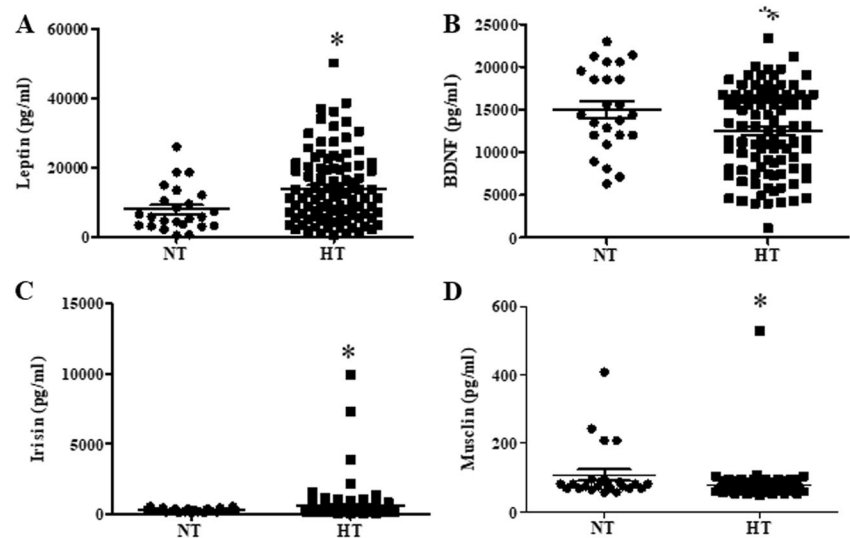 A
Leptin (pg/ml)
60000
40000
20000
0
NT
HT
*
B
BDNF (pg/ml)
25000
20000
15000
10000
5000
0
NT
HT
**
C
Irisin (pg/ml)
15000
10000
5000
0
NT
HT
*
D
Musclin (pg/ml)
600
400
200
0
NT
HT
*